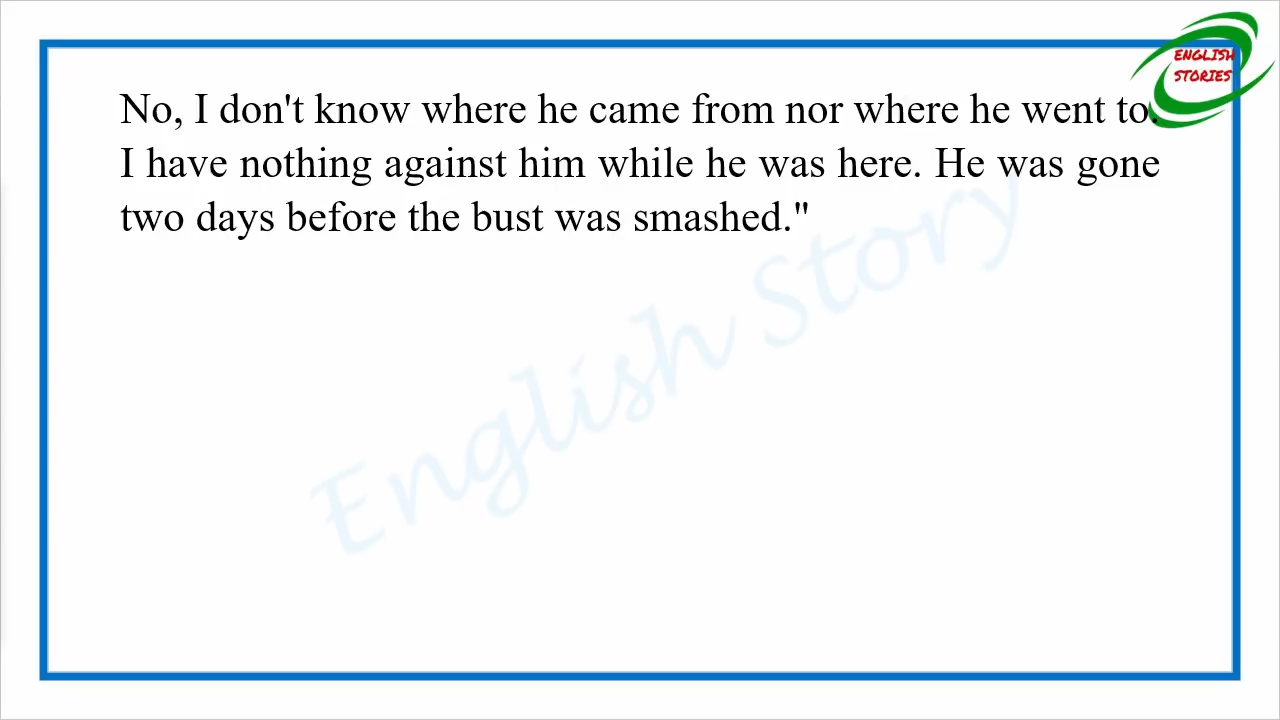 ENGLISH
STORIES
No, I don't know where he came from nor where he went to.
I have nothing against him while he was here. He was gone
two days before the bust was smashed."
English Story